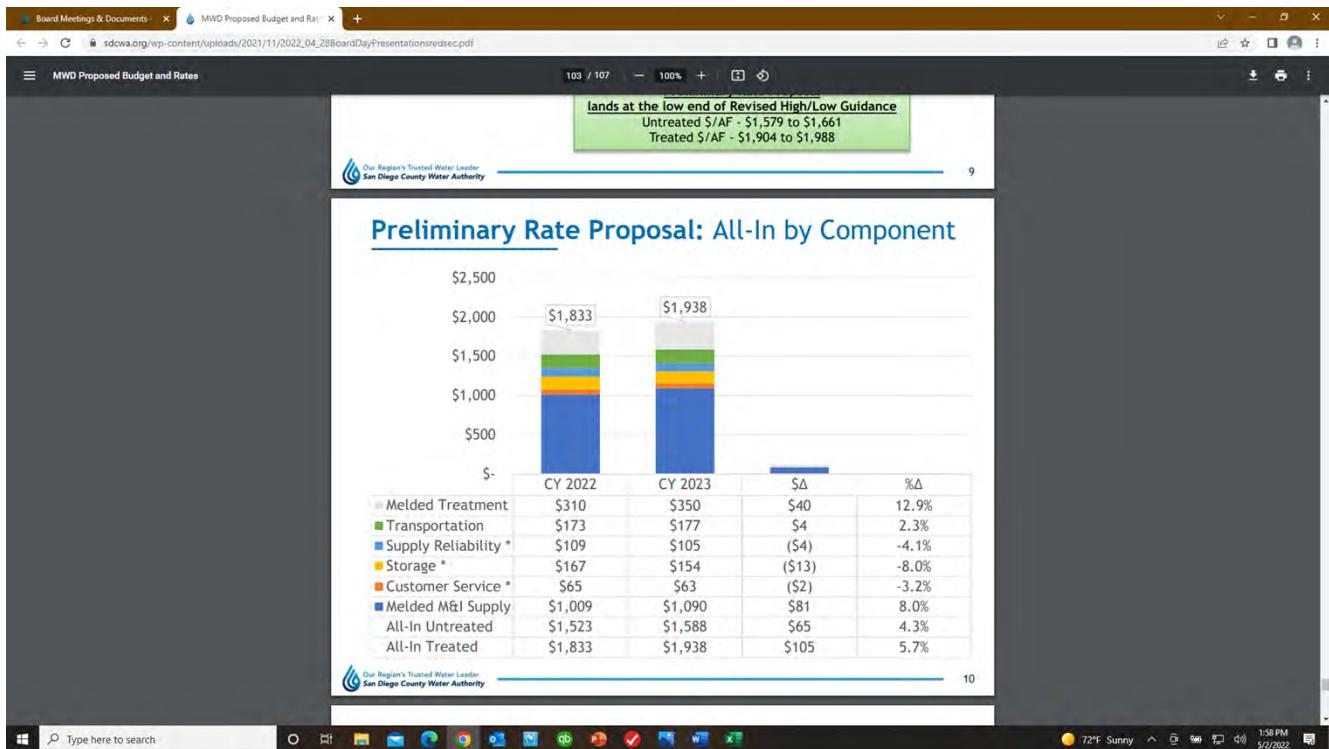 Board Meetings & Documents -
MWD Proposed Budget and Rat
sdcwa.org/wp-content/uploads/2021/11/2022_04_28BoardDayPresentationsredsec.pdf
MWD Proposed Budget and Rates
103 / 107
100%
lands at the low end of Revised High/Low Guidance
Untreated $/AF - $1,579 to $1,661
Treated $/AF - $1,904 to $1,988
Our Region's Trusted Water Leader
San Diego County Water Authority
9
Preliminary Rate Proposal: All-In by Component
$2,500
$2,000
$1,500
$1,000
$500
$-
$1,833
$1,938
CY 2022 CY 2023 $Δ %Δ
Melded Treatment $310 $350 $40 12.9%
Transportation $173 $177 $4 2.3%
Supply Reliability * $109 $105 ($4) -4.1%
Storage * $167 $154 ($13) -8.0%
Customer Service * $65 $63 ($2) -3.2%
Melded M&I Supply $1,009 $1,090 $81 8.0%
All-In Untreated $1,523 $1,588 $65 4.3%
All-In Treated $1,833 $1,938 $105 5.7%
Our Region's Trusted Water Leader
San Diego County Water Authority
10
Type here to search
72°F Sunny
1:58 PM
5/2/2022